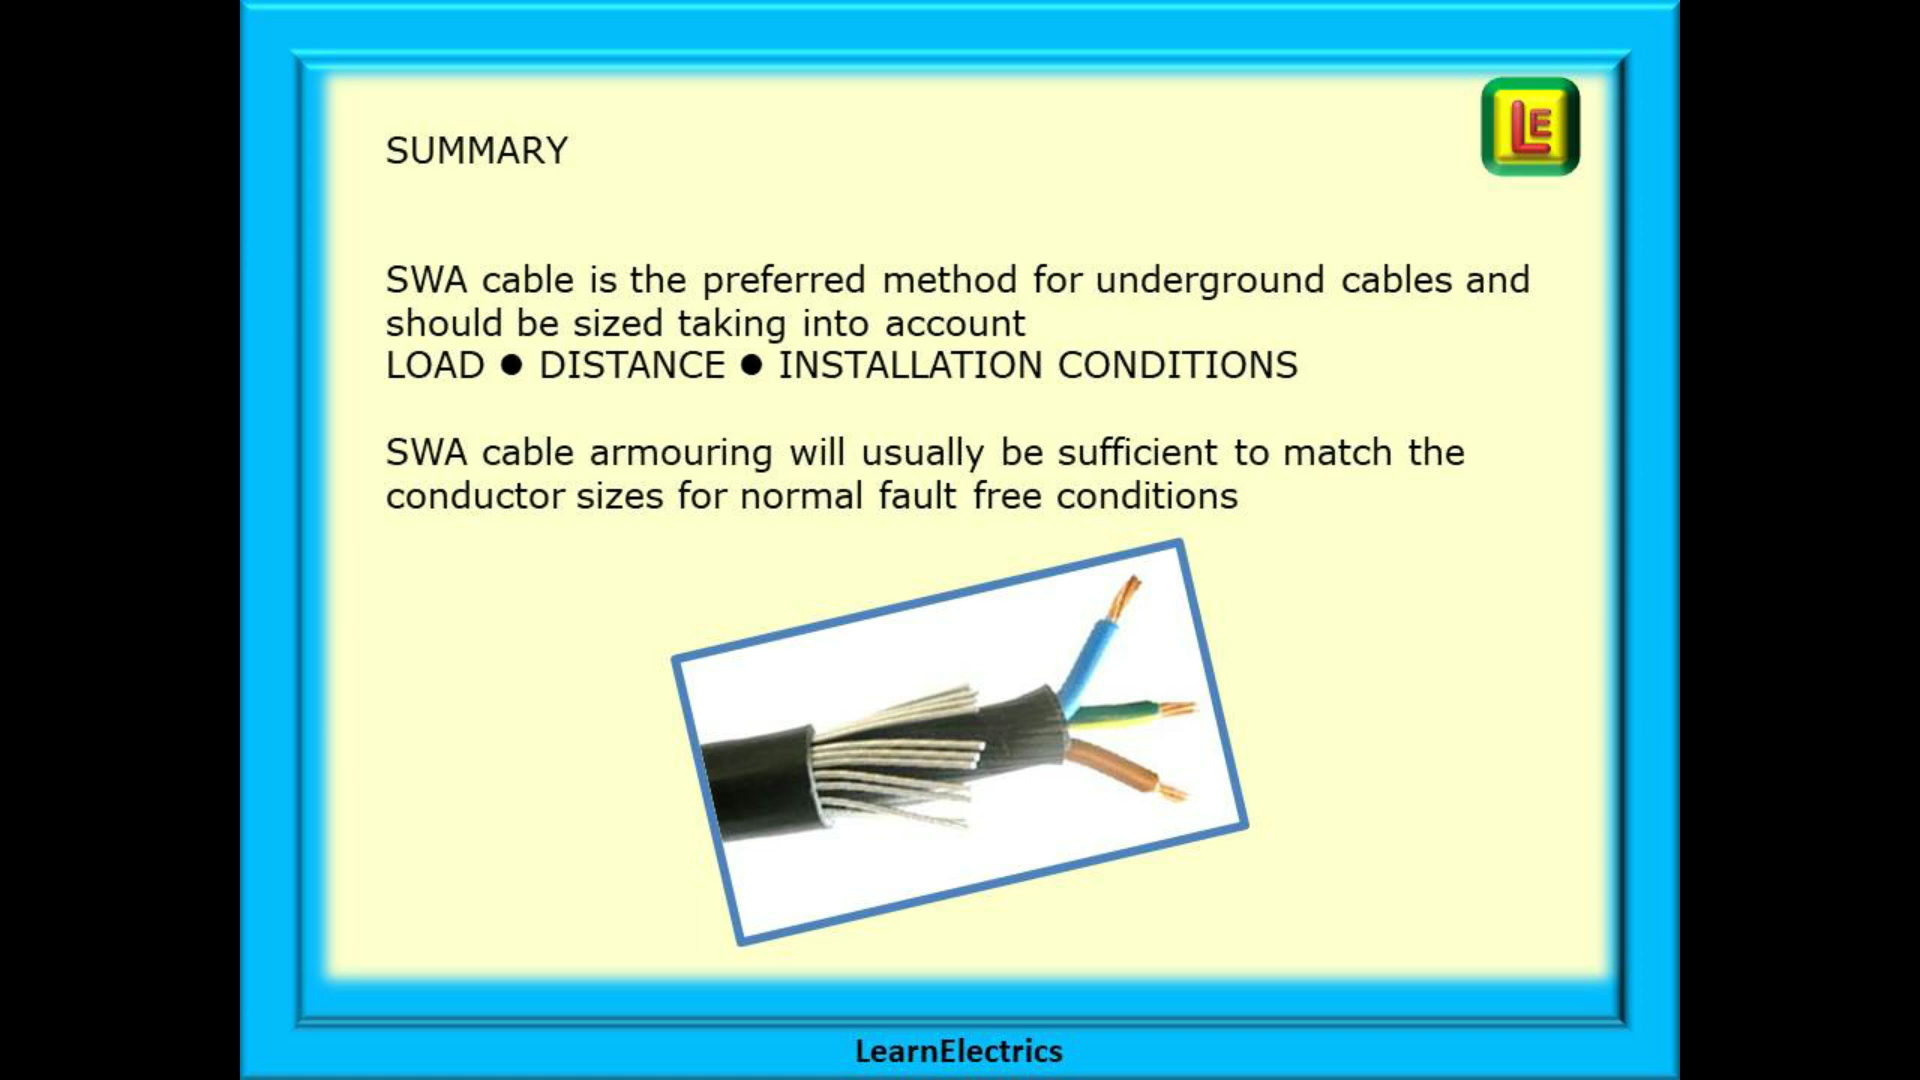 LE
SUMMARY
SWA cable is the preferred method for underground cables and
should be sized taking into account
LOAD ● DISTANCE ● INSTALLATION CONDITIONS
SWA cable armouring will usually be sufficient to match the
conductor sizes for normal fault free conditions
LearnElectrics